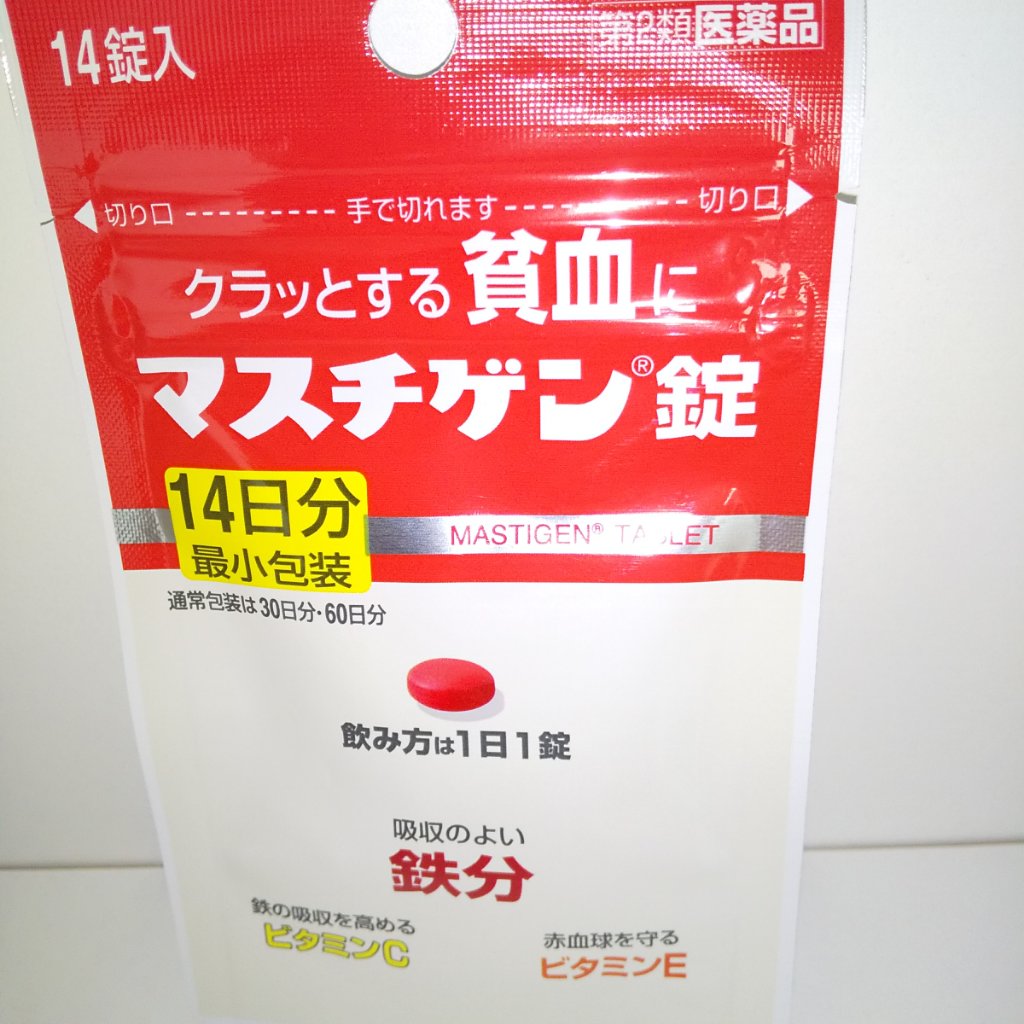 14錠入
第2類医薬品
切り口 手で切れます 切り口
クラッとする貧血に
マスチゲン®錠
14日分
最小包装
MASTIGEN® TABLET
通常包装は30日分・60日分
飲み方は1日1錠
吸収のよい
鉄分
鉄の吸収を高める
ビタミンC
赤血球を守る
ビタミンE